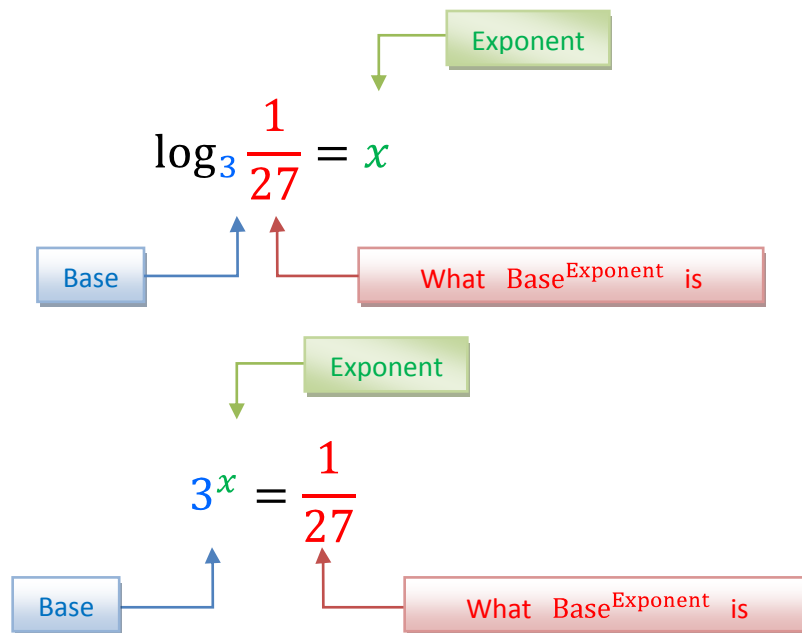 Exponent
log₃ 1/27 = x
Base
What Base^Exponent is
Exponent
3^x = 1/27
Base
What Base^Exponent is